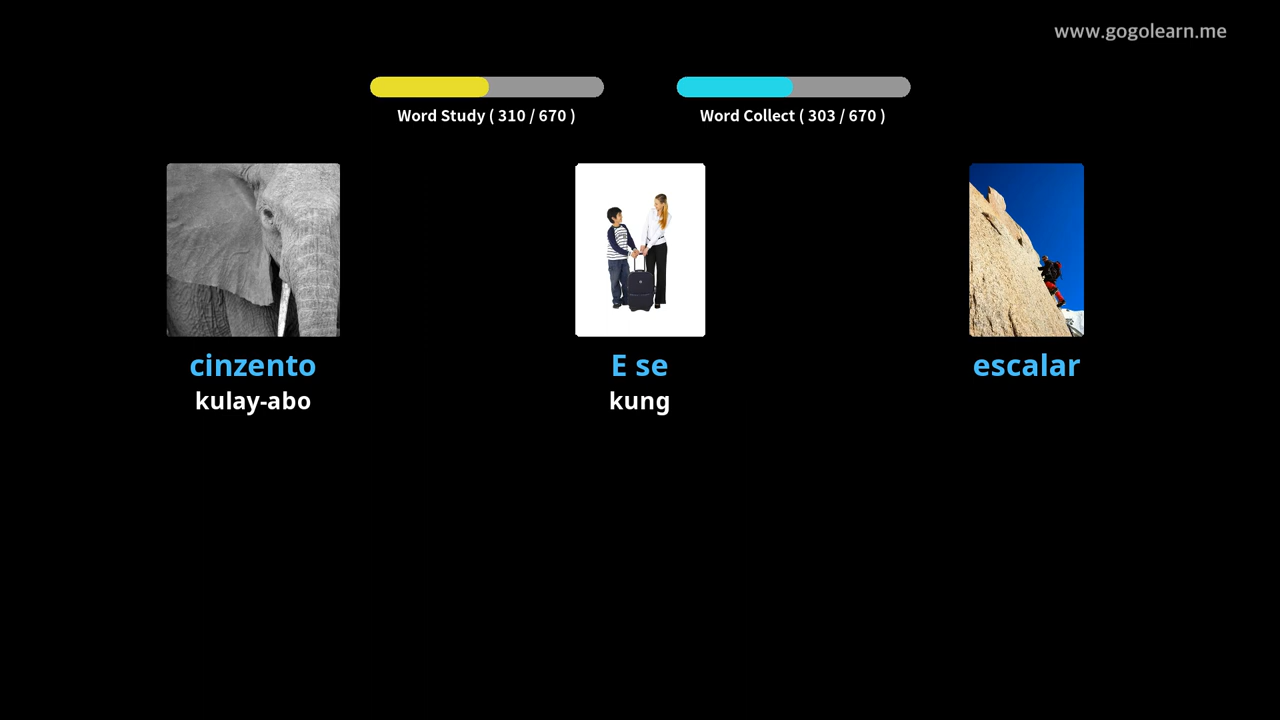 www.gogolearn.me
Word Study ( 310 / 670 )
Word Collect ( 303 / 670 )
cinzento
kulay-abo
E se
kung
escalar